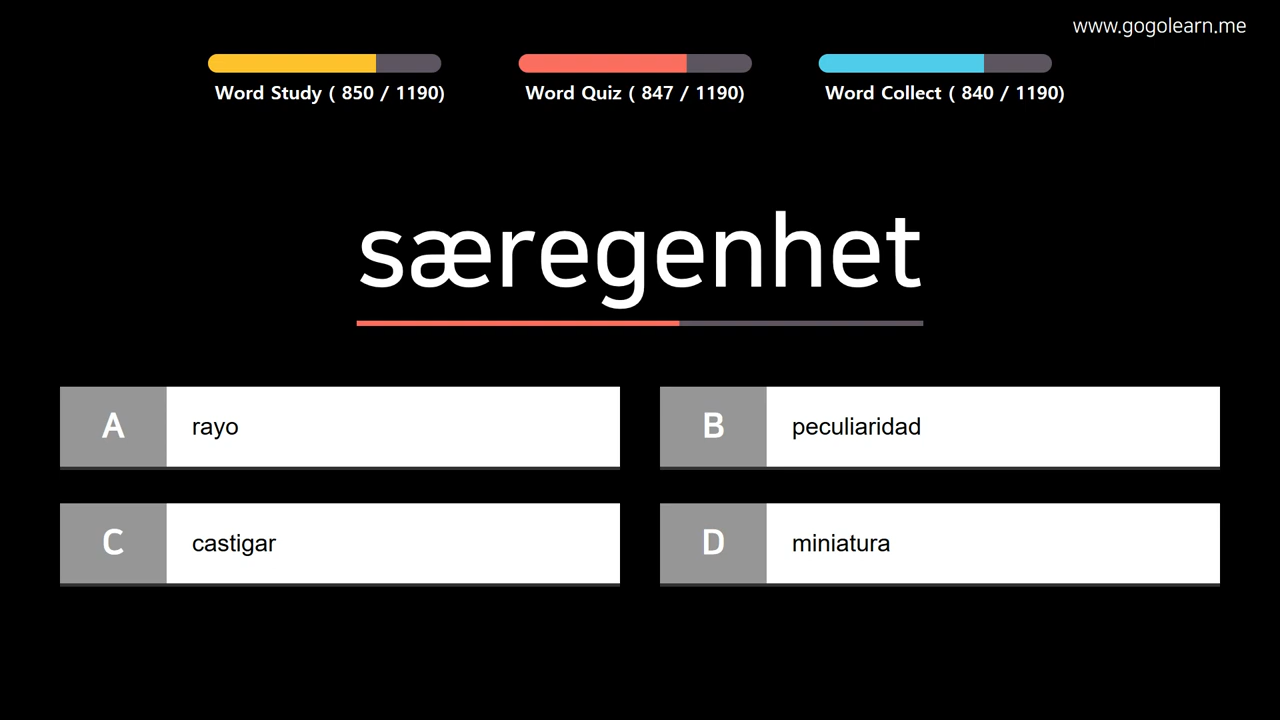 www.gogolearn.me
Word Study ( 850 / 1190)
Word Quiz ( 847 / 1190)
Word Collect ( 840 / 1190)
særegenhet
A rayo
B peculiaridad
C castigar
D miniatura